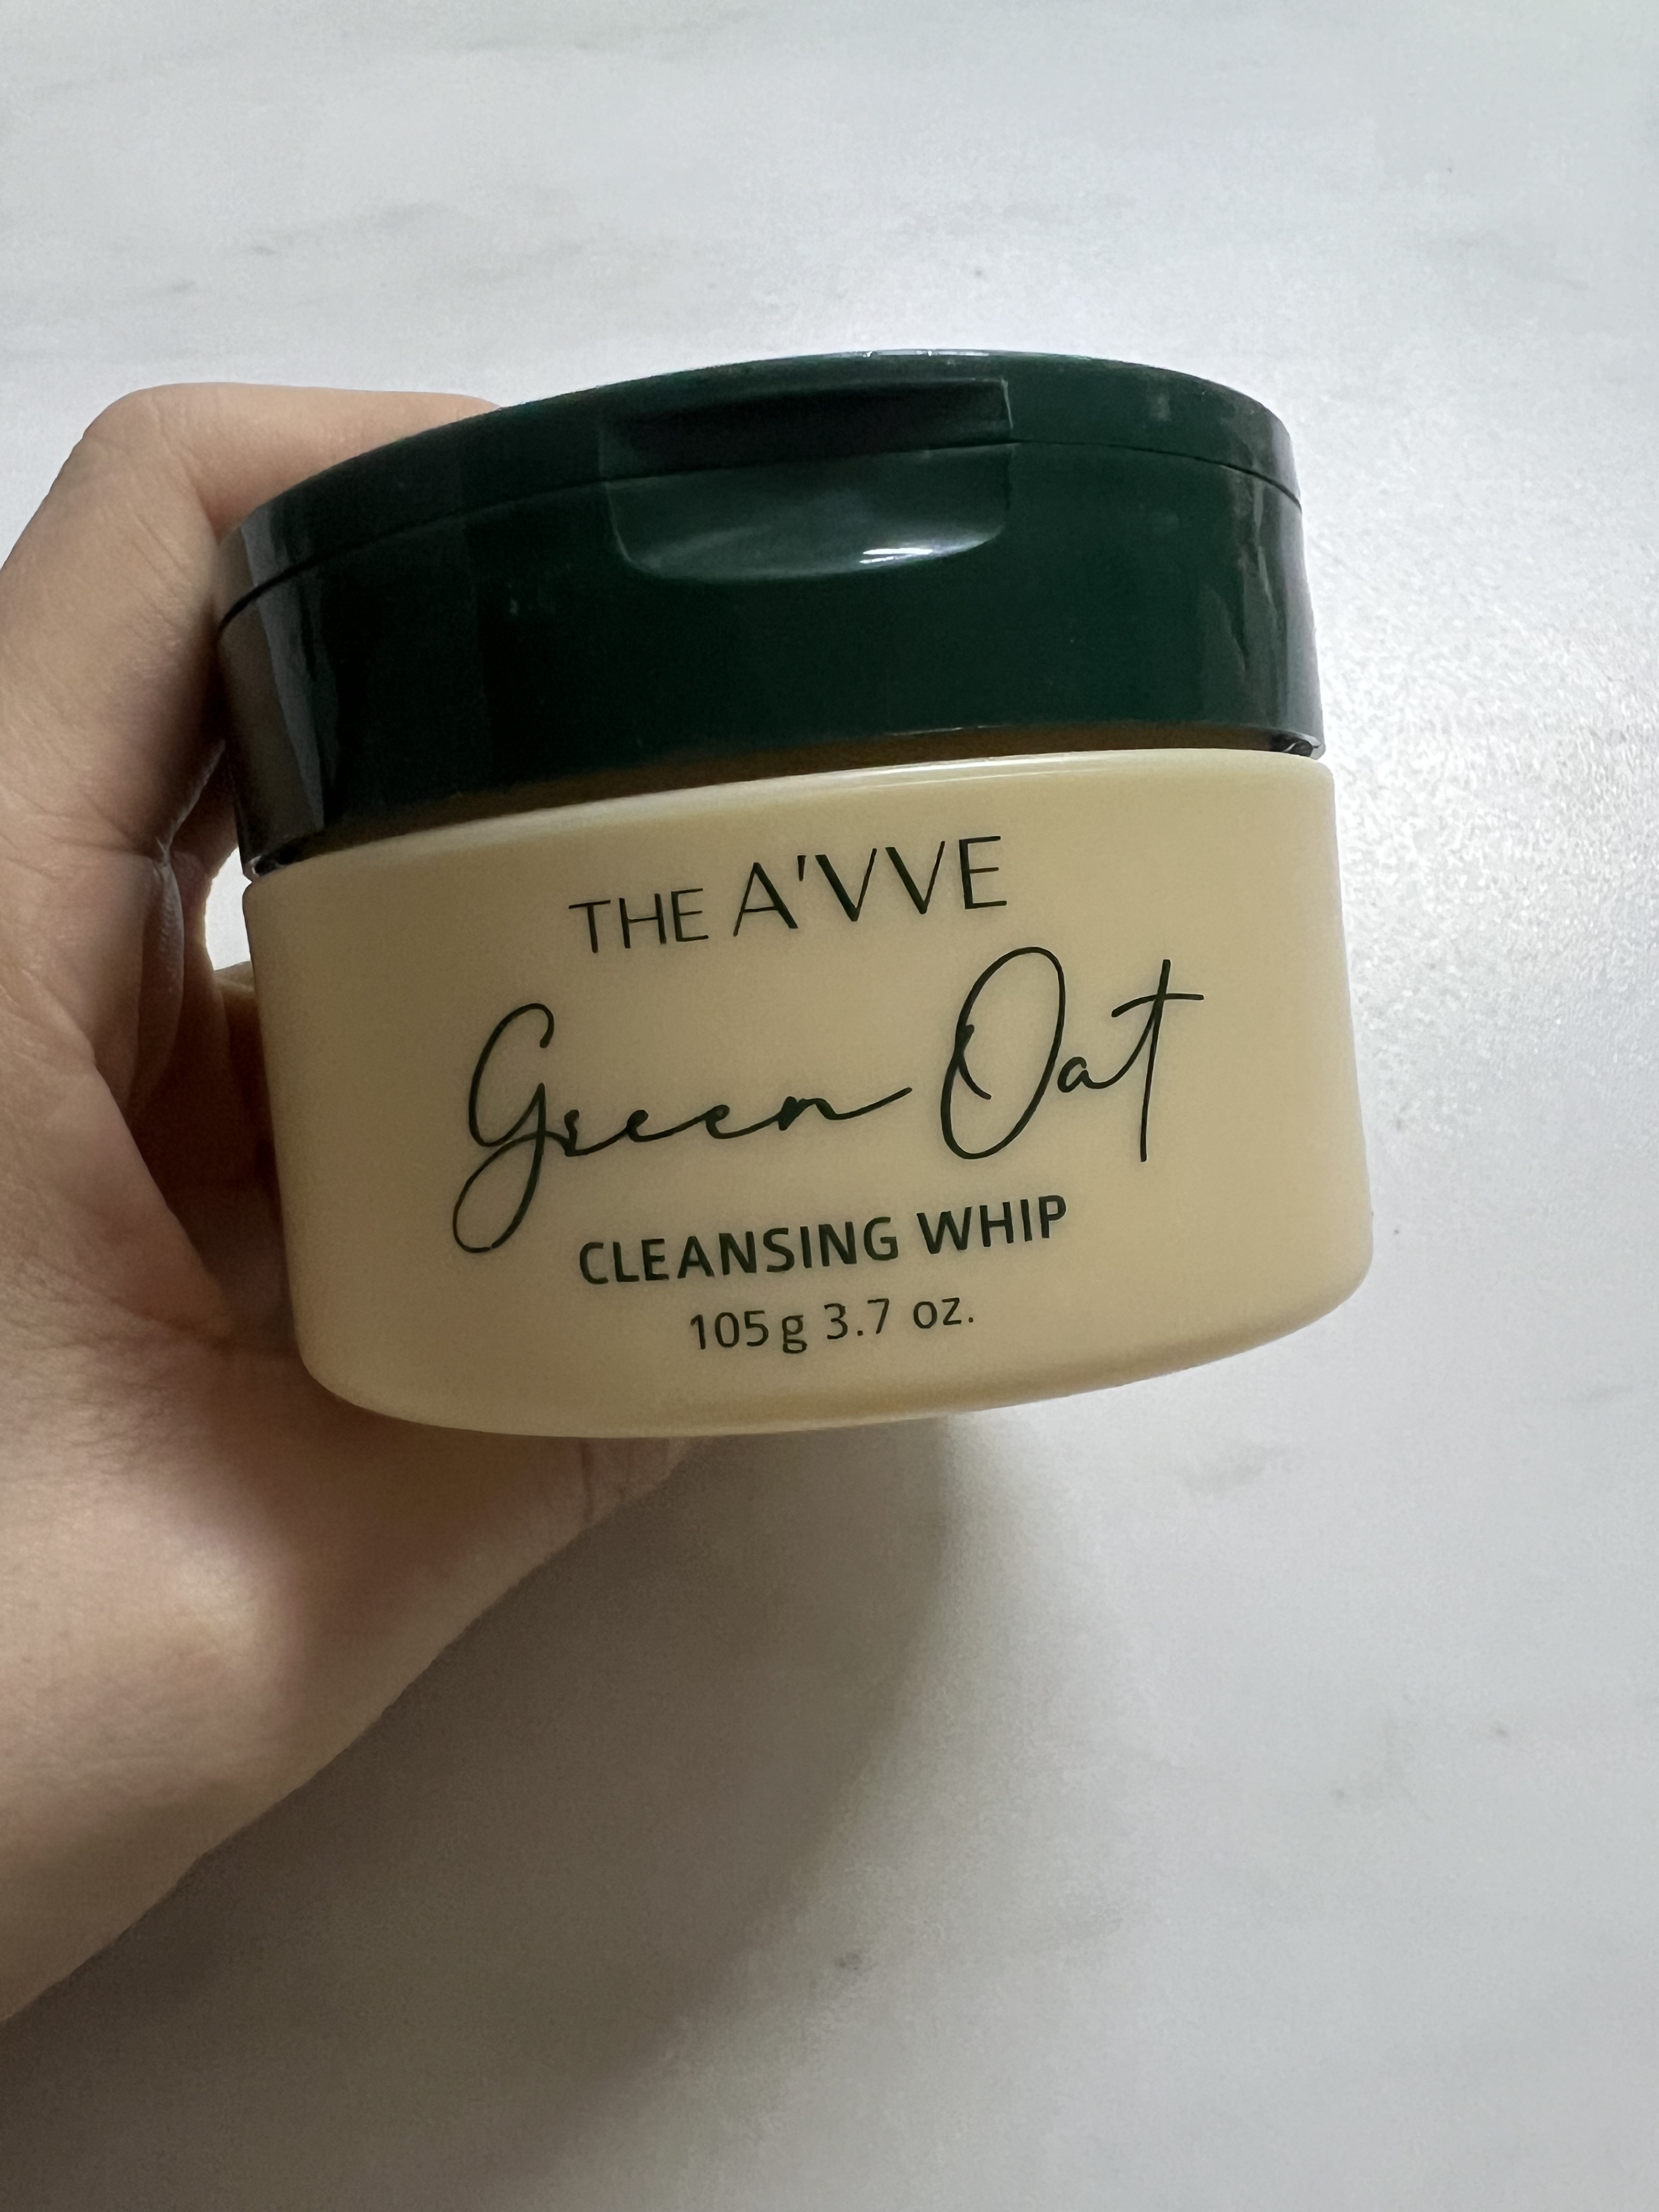 THE A'VVE
Green Oat
CLEANSING WHIP
105g 3.7 oz.